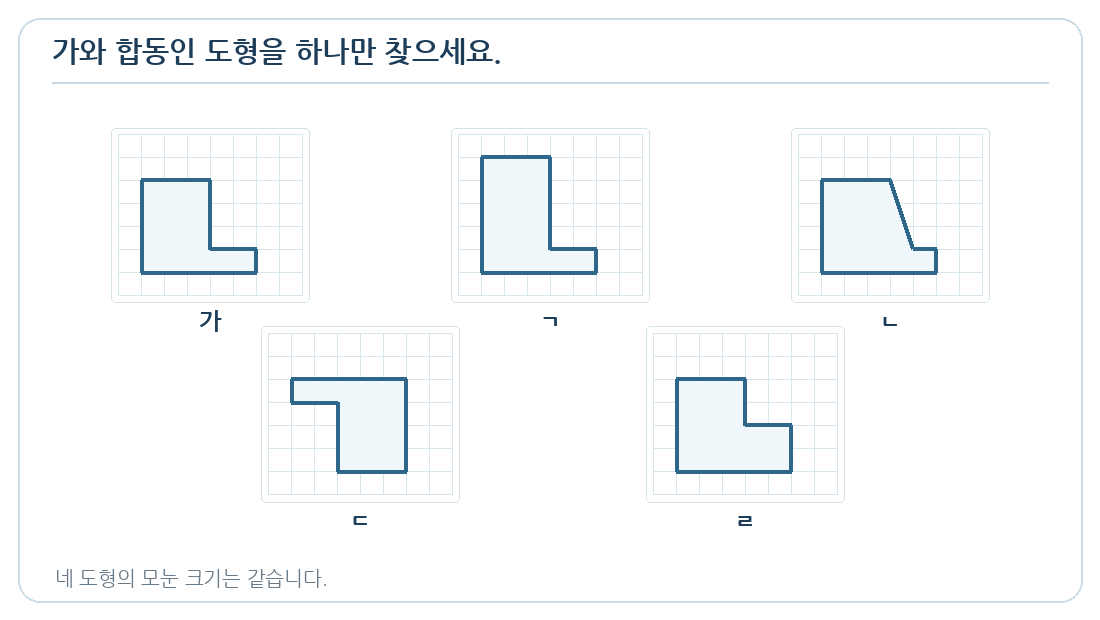 가와 합동인 도형을 하나만 찾으세요.
가
ㄱ
ㄴ
ㄷ
ㄹ
네 도형의 모눈 크기는 같습니다.